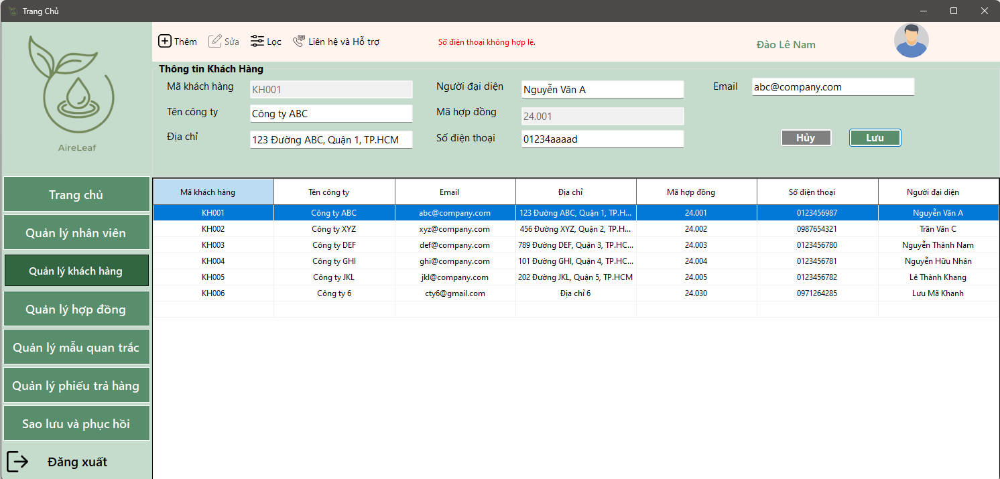 Trang Chủ
AireLeaf
Trang chủ
Quản lý nhân viên
Quản lý khách hàng
Quản lý hợp đồng
Quản lý mẫu quan trắc
Quản lý phiếu trả hàng
Sao lưu và phục hồi
Đăng xuất
Thêm Sửa Lọc Liên hệ và Hỗ trợ Số điện thoại không hợp lệ. Đào Lê Nam
Thông tin Khách Hàng
Mã khách hàng KH001 Người đại diện Nguyễn Văn A Email abc@company.com
Tên công ty Công ty ABC Mã hợp đồng 24.001
Địa chỉ 123 Đường ABC, Quận 1, TP.HCM Số điện thoại 01234aaaad Hủy Lưu
Mã khách hàng Tên công ty Email Địa chỉ Mã hợp đồng Số điện thoại Người đại diện
KH001 Công ty ABC abc@company.com 123 Đường ABC, Quận 1, TP.H... 24.001 0123456987 Nguyễn Văn A
KH002 Công ty XYZ xyz@company.com 456 Đường XYZ, Quận 2, TP.H... 24.002 0987654321 Trần Văn C
KH003 Công ty DEF def@company.com 789 Đường DEF, Quận 3, TP.HC... 24.003 0123456780 Nguyễn Thành Nam
KH004 Công ty GHI ghi@company.com 101 Đường GHI, Quận 4, TP.HC... 24.004 0123456781 Nguyễn Hữu Nhân
KH005 Công ty JKL jkl@company.com 202 Đường JKL, Quận 5, TP.HCM 24.005 0123456782 Lê Thành Khang
KH006 Công ty 6 cty6@gmail.com Địa chỉ 6 24.030 0971264285 Lưu Mã Khanh